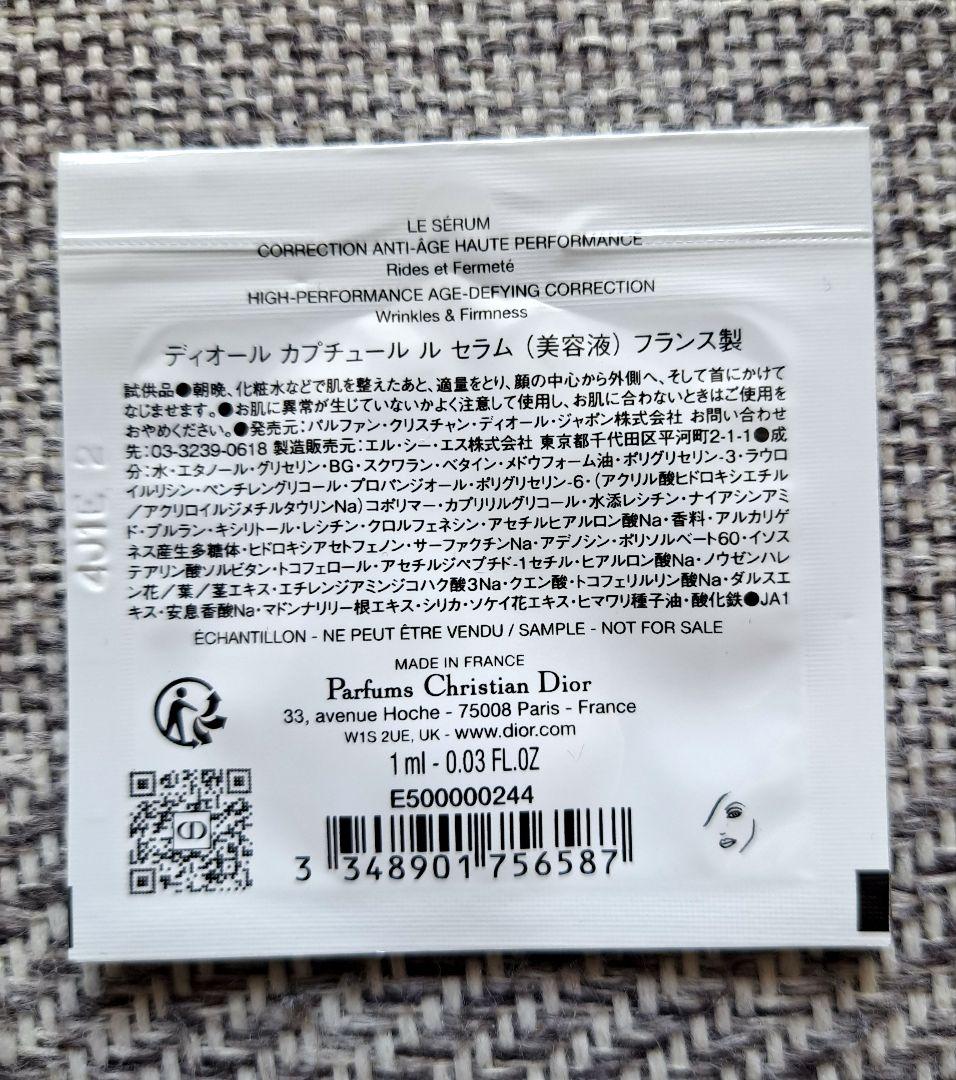 LE SÉRUM
CORRECTION ANTI-ÂGE HAUTE PERFORMANCE
Rides et Fermeté
HIGH-PERFORMANCE AGE-DEFYING CORRECTION
Wrinkles & Firmness
ディオール カプチュール ル セラム（美容液）フランス製
試供品●朝晩、化粧水などで肌を整えたあと、適量をとり、顔の中心から外側へ、そして首にかけて
なじませます。●お肌に異常が生じていないかよく注意して使用し、お肌に合わないときはご使用を
おやめください。●発売元：パルファン・クリスチャン・ディオール・ジャポン株式会社 お問い合わせ
先：03-3239-0618 製造販売元：エル・シー・エス株式会社 東京都千代田区平河町2-1-1●成
分：水・エタノール・グリセリン・BG・スクワラン・ベタイン・メドウフォーム油・ポリグリセリン-3・ラウロ
イルリシン・ペンチレングリコール・プロパンジオール・ポリグリセリン-6・（アクリル酸ヒドロキシエチル
／アクリロイルジメチルタウリンNa）コポリマー・カプリリルグリコール・水添レシチン・ナイアシンアミ
ド・プルラン・キシリトール・レシチン・クロルフェネシン・アセチルヒアルロン酸Na・香料・アルカリゲ
ネス産生多糖体・ヒドロキシアセトフェノン・サーファクチンNa・アデノシン・ポリソルベート60・イソス
テアリン酸ソルビタン・トコフェロール・アセチルジペプチド-1セチル・ヒアルロン酸Na・ノウゼンハレ
ン花／葉／茎エキス・エチレンジアミンジコハク酸3Na・クエン酸・トコフェリルリン酸Na・ダルスエ
キス・安息香酸Na・マドンナリリー根エキス・シリカ・ソケイ花エキス・ヒマワリ種子油・酸化鉄●JA1
ÉCHANTILLON - NE PEUT ÊTRE VENDU / SAMPLE - NOT FOR SALE
MADE IN FRANCE
Parfums Christian Dior
33, avenue Hoche - 75008 Paris - France
W1S 2UE, UK - www.dior.com
1 ml - 0.03 FL.OZ
E500000244
3 348901 756587